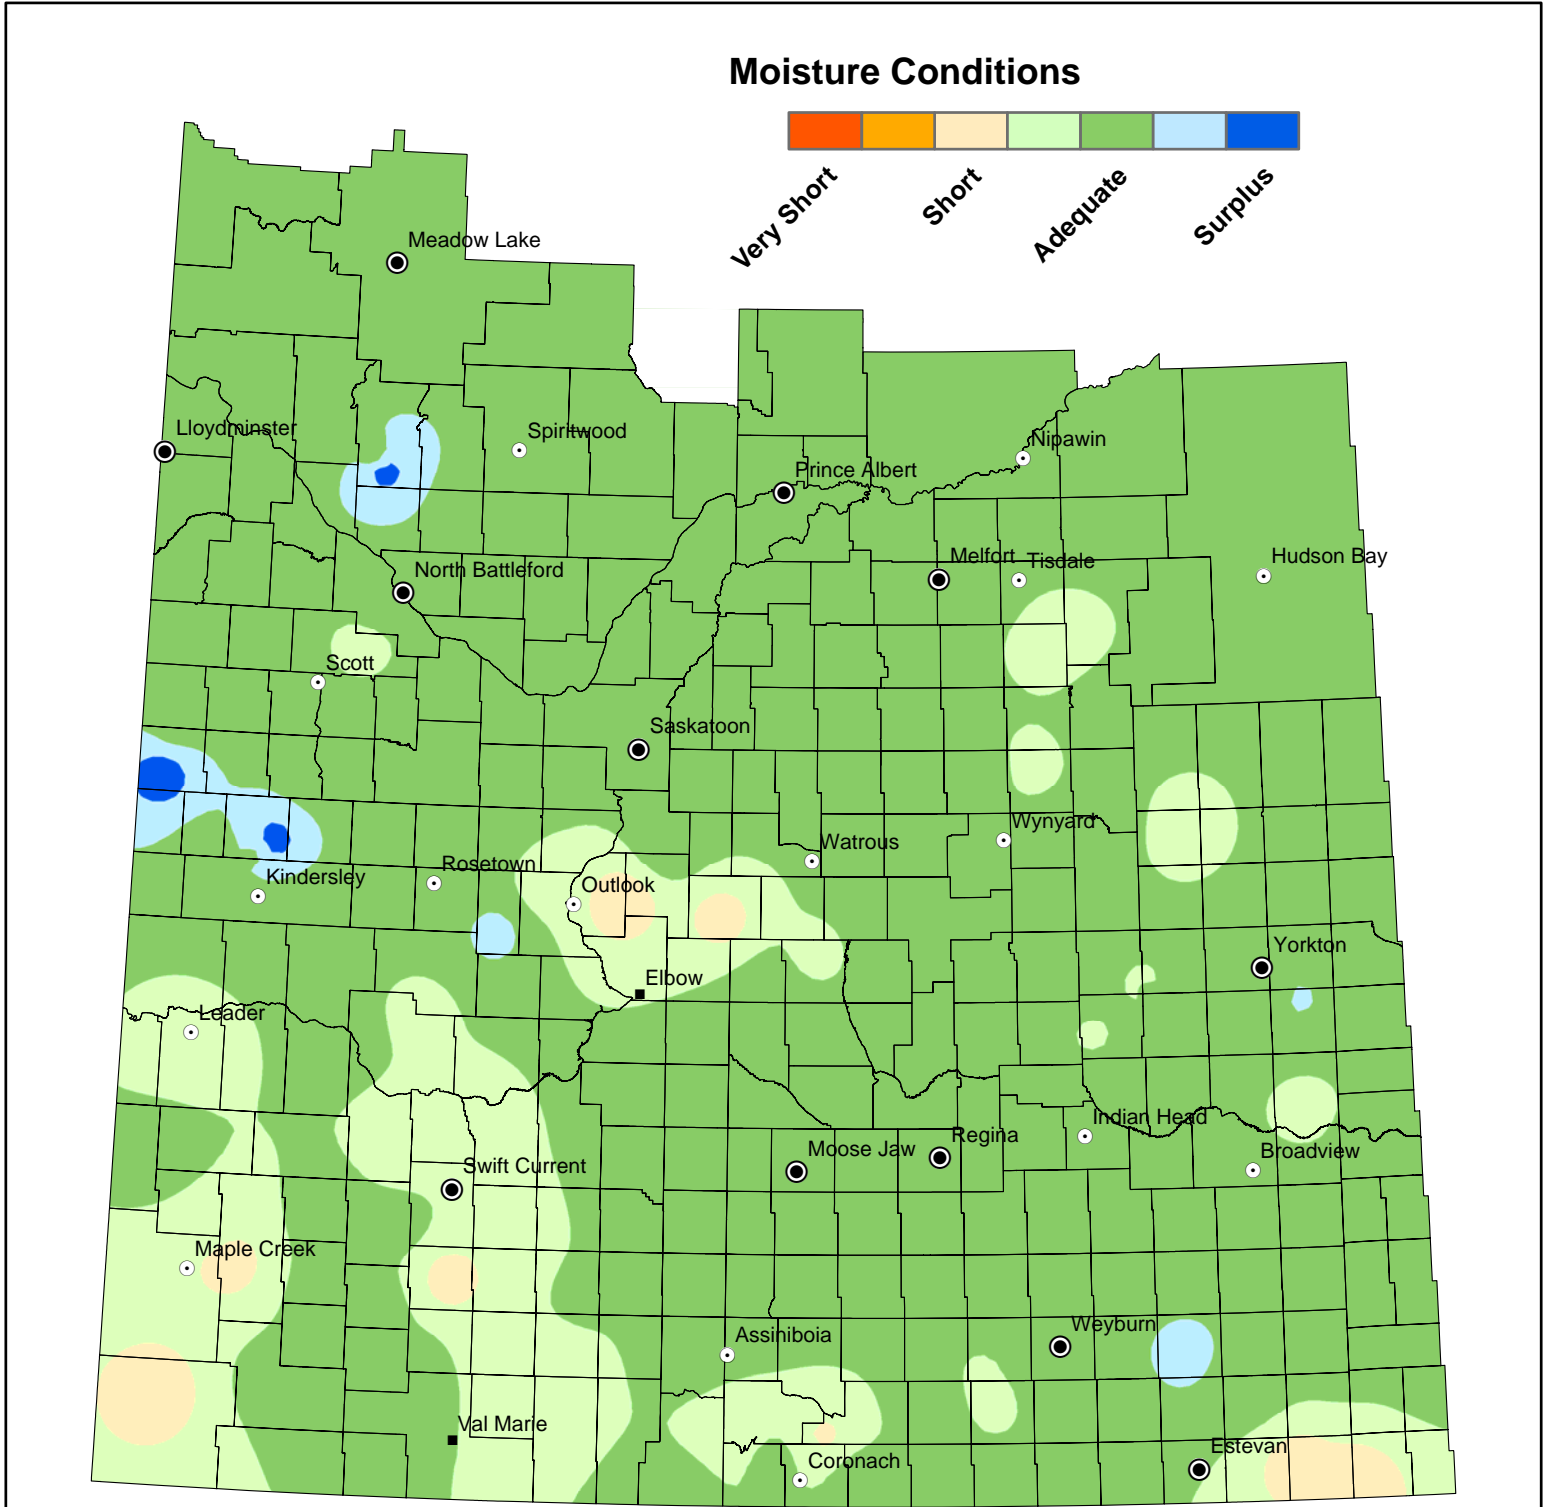 Moisture Conditions
Very Short
Short
Adequate
Surplus
Meadow Lake
Lloydminster
Spiritwood
Nipawin
Prince Albert
Melfort
Tisdale
Hudson Bay
North Battleford
Scott
Saskatoon
Wynyard
Watrous
Rosetown
Kindersley
Outlook
Yorkton
Elbow
Leader
Indian Head
Regina
Moose Jaw
Broadview
Swift Current
Maple Creek
Weyburn
Assiniboia
Val Marie
Estevan
Coronach